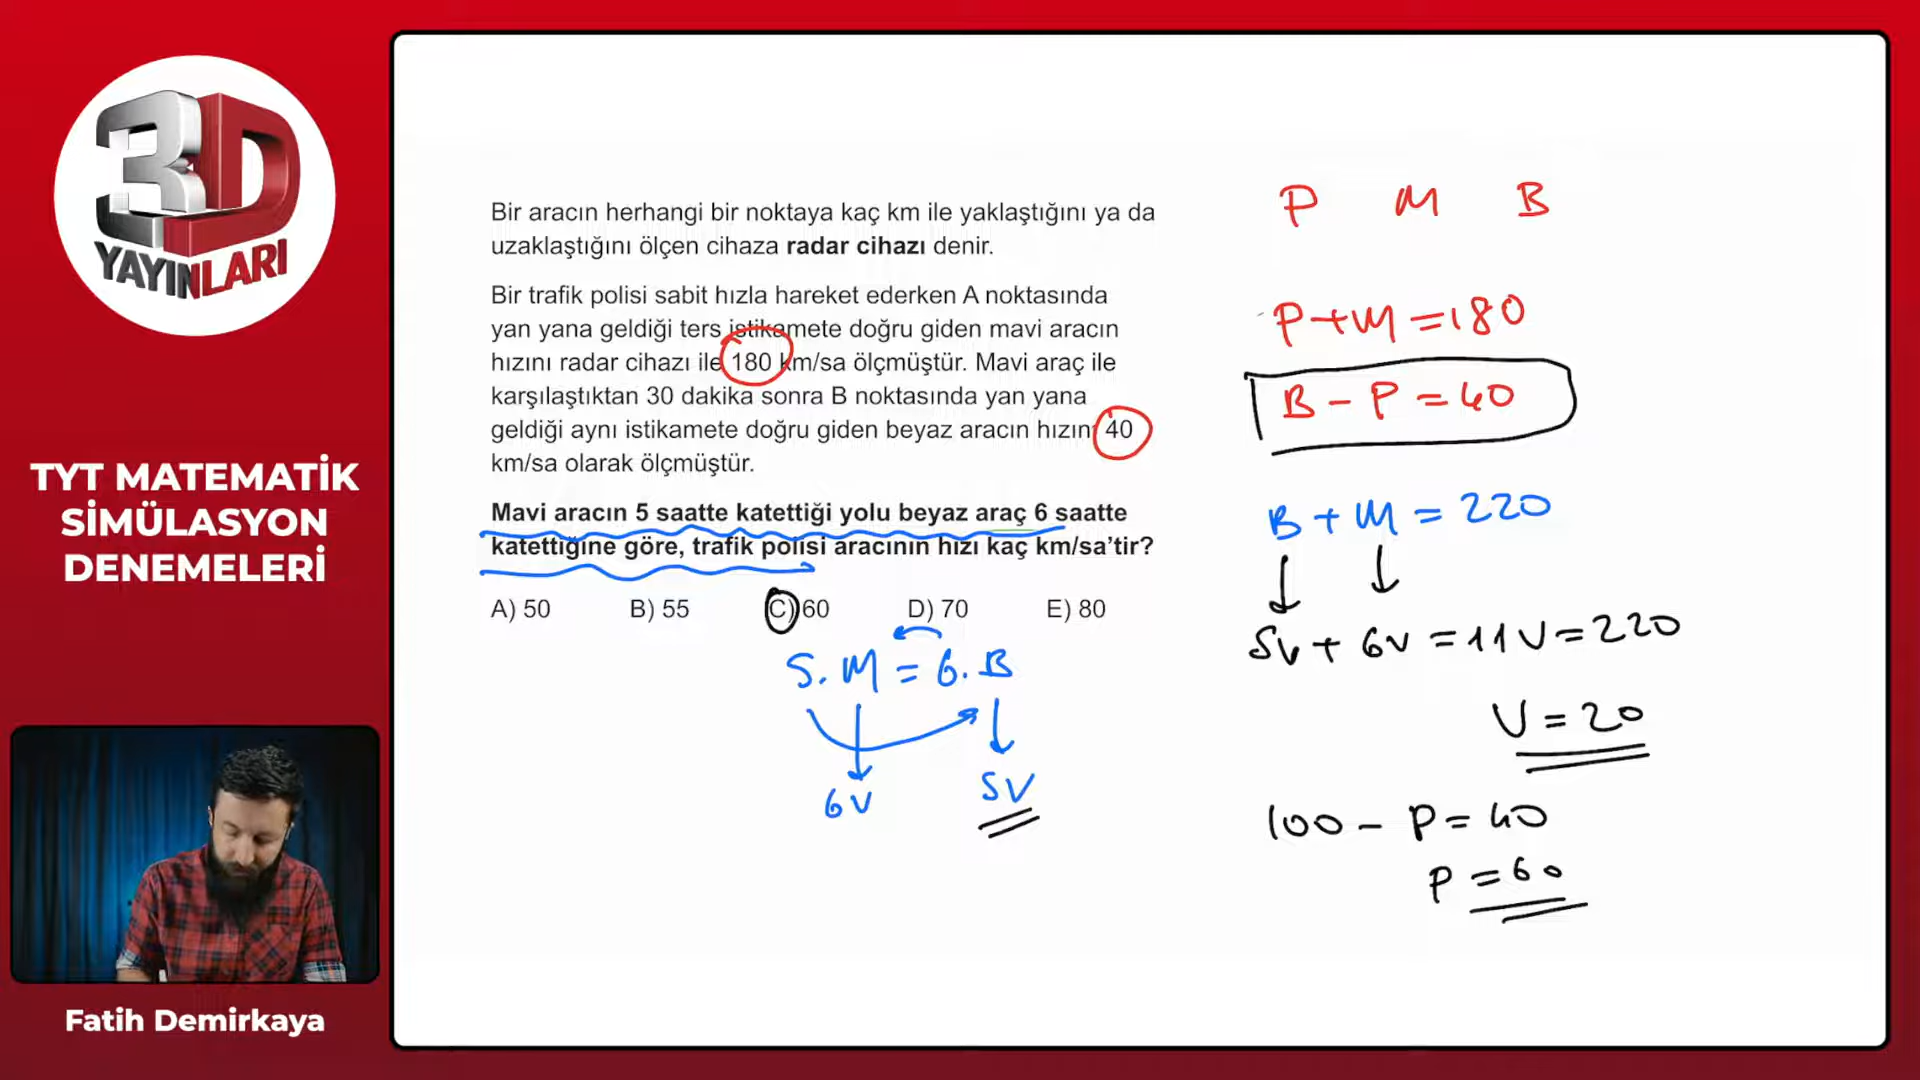 3D
YAYINLARI
TYT MATEMATİK
SİMÜLASYON
DENEMELERİ
Fatih Demirkaya
Bir aracın herhangi bir noktaya kaç km ile yaklaştığını ya da
uzaklaştığını ölçen cihaza radar cihazı denir.
Bir trafik polisi sabit hızla hareket ederken A noktasında
yan yana geldiği ters istikamete doğru giden mavi aracın
hızını radar cihazı ile 180 km/sa ölçmüştür. Mavi araç ile
karşılaştıktan 30 dakika sonra B noktasında yan yana
geldiği aynı istikamete doğru giden beyaz aracın hızını 40
km/sa olarak ölçmüştür.
Mavi aracın 5 saatte katettiği yolu beyaz araç 6 saatte
katettiğine göre, trafik polisi aracının hızı kaç km/sa'tir?
A) 50 B) 55 C) 60 D) 70 E) 80
5.M = 6.B
6V 5V
P M B
P+M=180
B-P=40
B+M=220
5V+6V=11V=220
V=20
100-P=40
P=60